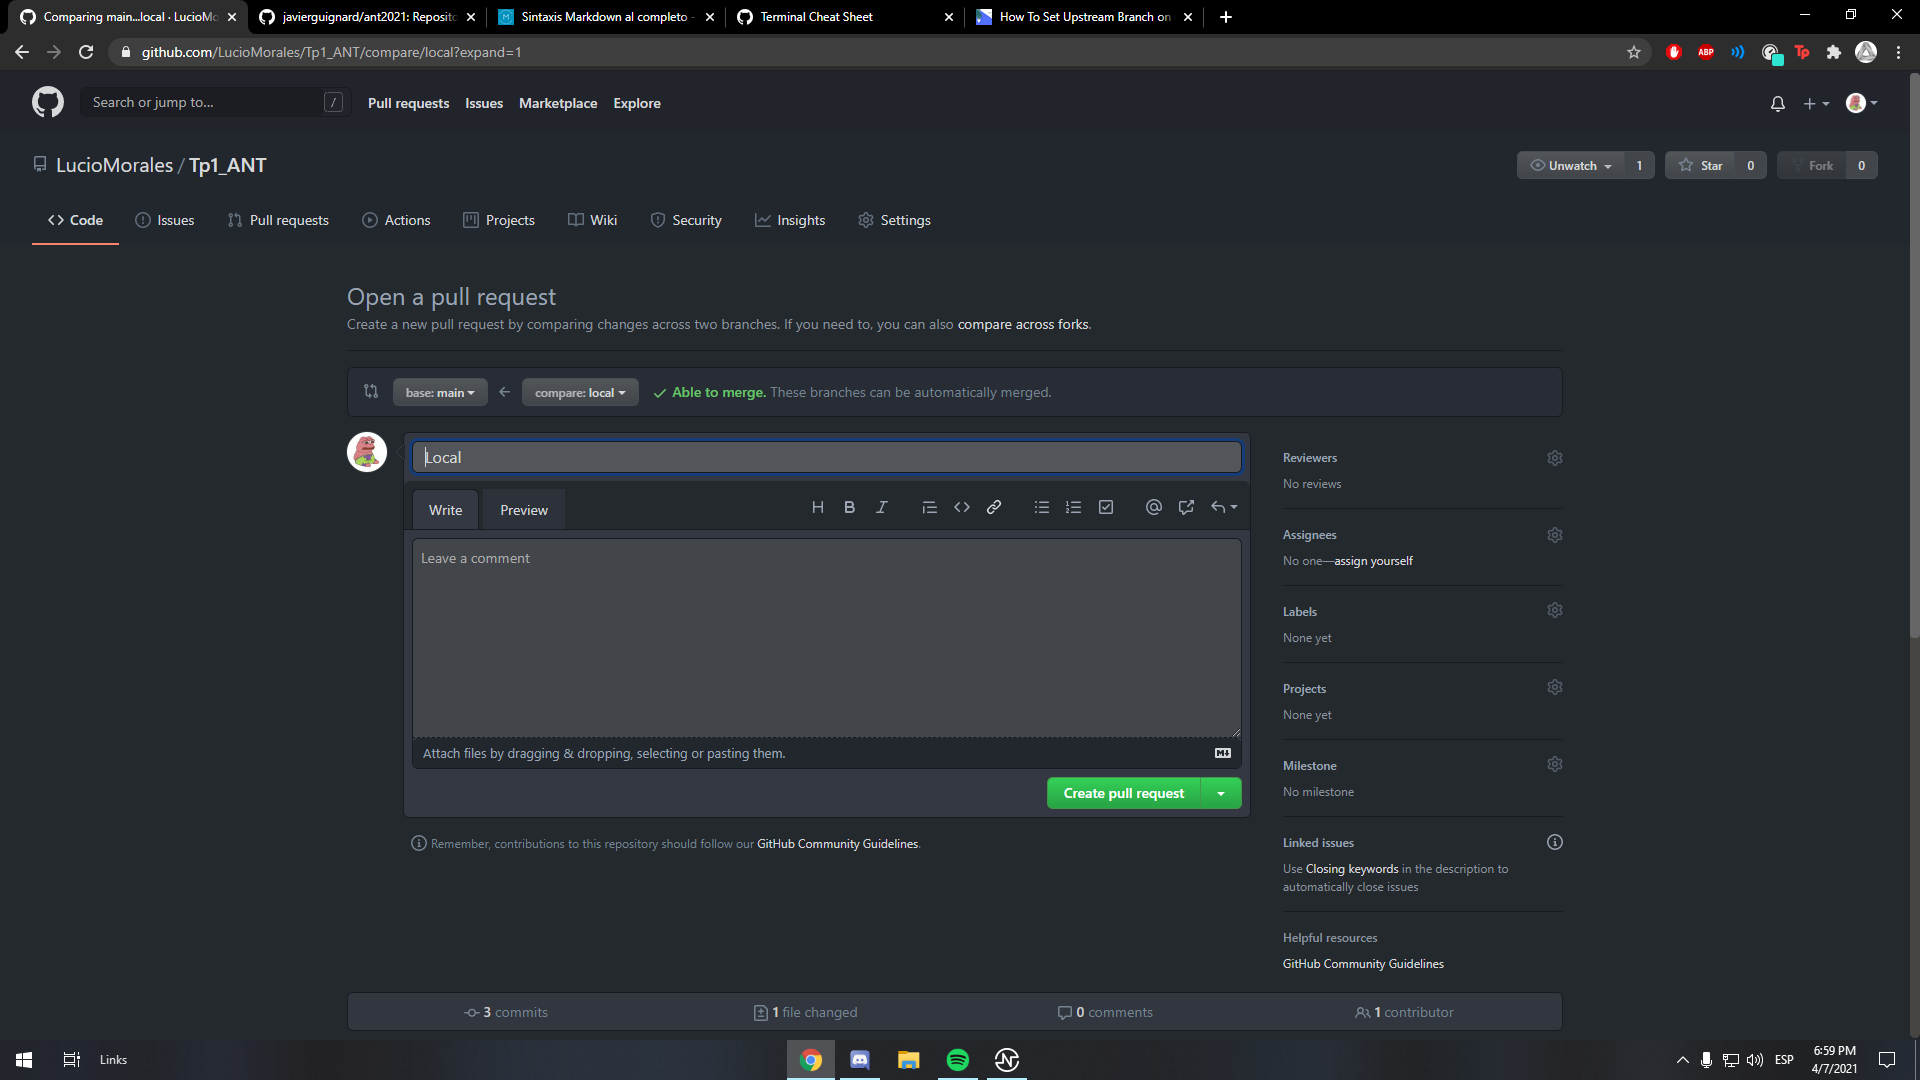 Comparing main...local · LucioMo
javierguignard/ant2021: Reposito
Sintaxis Markdown al completo -
Terminal Cheat Sheet
How To Set Upstream Branch on
github.com/LucioMorales/Tp1_ANT/compare/local?expand=1
ABP
Tp
Search or jump to...
/
Pull requests
Issues
Marketplace
Explore
LucioMorales / Tp1_ANT
Unwatch 1
Star 0
Fork 0
Code
Issues
Pull requests
Actions
Projects
Wiki
Security
Insights
Settings
Open a pull request
Create a new pull request by comparing changes across two branches. If you need to, you can also compare across forks.
base: main
compare: local
Able to merge. These branches can be automatically merged.
Local
Write
Preview
Leave a comment
Attach files by dragging & dropping, selecting or pasting them.
Create pull request
Remember, contributions to this repository should follow our GitHub Community Guidelines.
Reviewers
No reviews
Assignees
No one—assign yourself
Labels
None yet
Projects
None yet
Milestone
No milestone
Linked issues
Use Closing keywords in the description to
automatically close issues
Helpful resources
GitHub Community Guidelines
3 commits
1 file changed
0 comments
1 contributor
Links
ESP
6:59 PM
4/7/2021